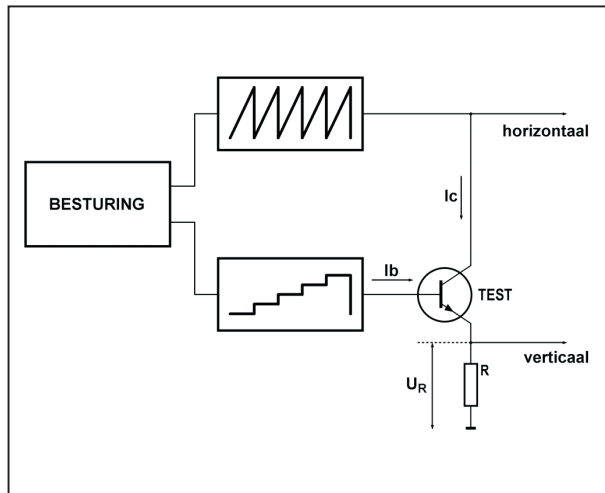 horizontaal
BESTURING
Ic
Ib
TEST
verticaal
R
UR